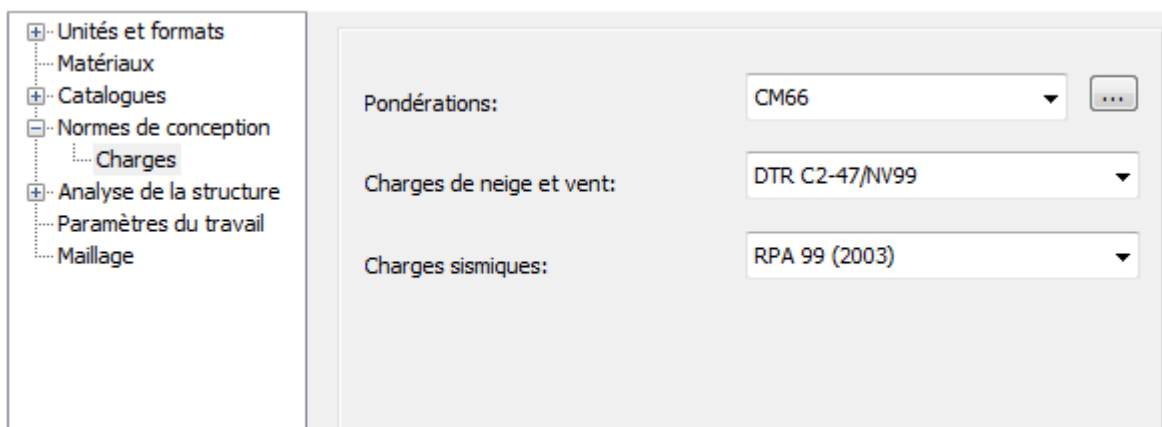 Unités et formats
Matériaux
Catalogues
Normes de conception
Charges
Analyse de la structure
Paramètres du travail
Maillage
Pondérations:
CM66
...
Charges de neige et vent:
DTR C2-47/NV99
Charges sismiques:
RPA 99 (2003)